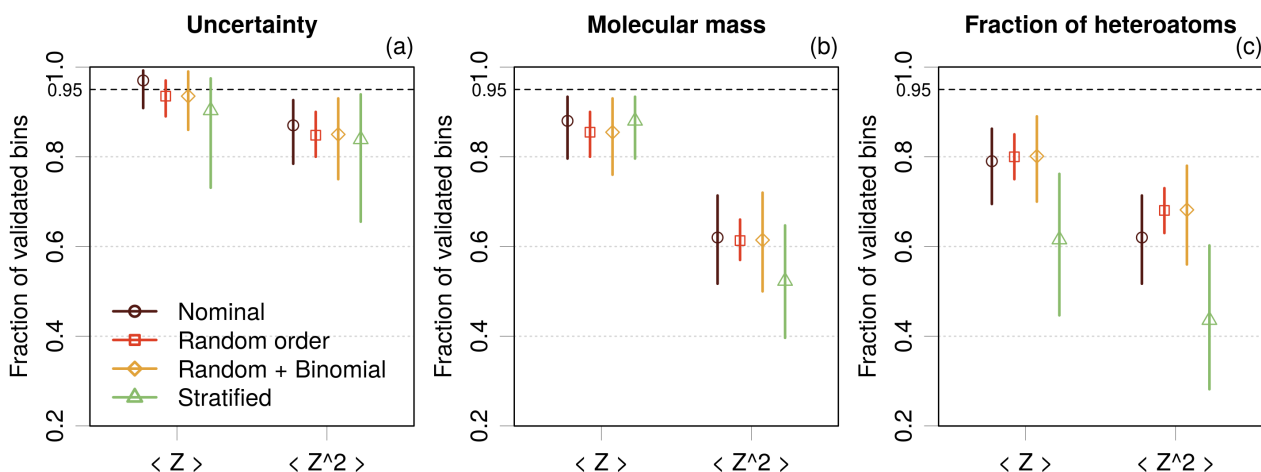 Uncertainty
(a)
Fraction of validated bins
1.0
0.95
0.8
0.6
0.4
0.2
Nominal
Random order
Random + Binomial
Stratified
< Z >
< Z^2 >
Molecular mass
(b)
Fraction of validated bins
1.0
0.95
0.8
0.6
0.4
0.2
< Z >
< Z^2 >
Fraction of heteroatoms
(c)
Fraction of validated bins
1.0
0.95
0.8
0.6
0.4
0.2
< Z >
< Z^2 >